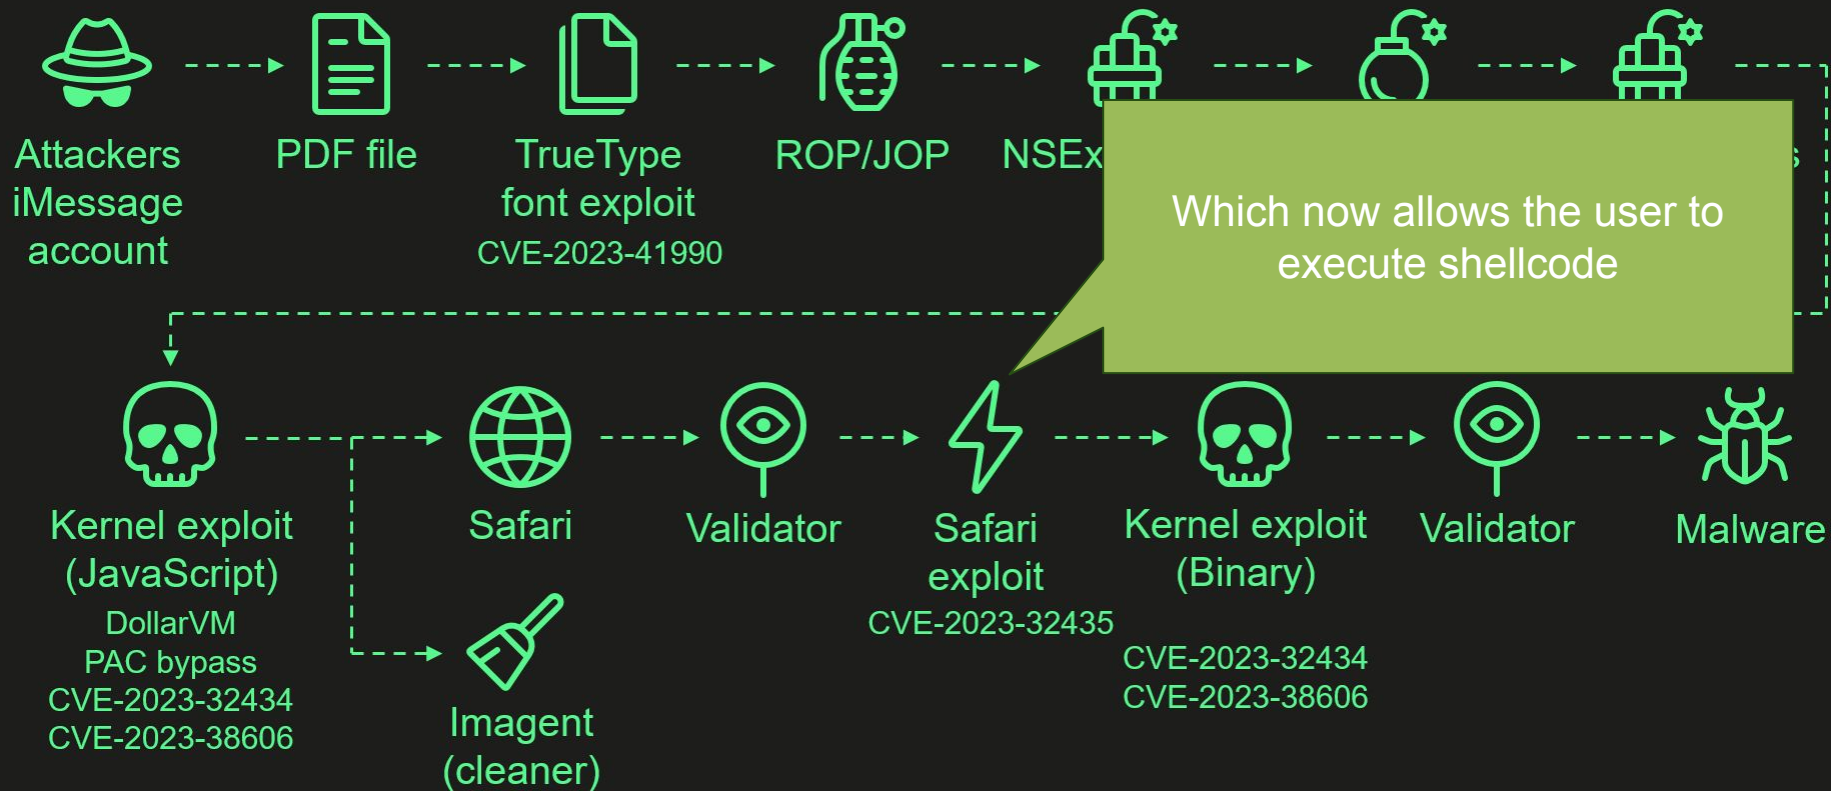 Attackers
iMessage
account
PDF file
TrueType
font exploit
CVE-2023-41990
ROP/JOP
Which now allows the user to
execute shellcode
Kernel exploit
(JavaScript)
DollarVM
PAC bypass
CVE-2023-32434
CVE-2023-38606
Safari
Imagent
(cleaner)
Validator
Safari
exploit
CVE-2023-32435
Kernel exploit
(Binary)
CVE-2023-32434
CVE-2023-38606
Validator
Malware